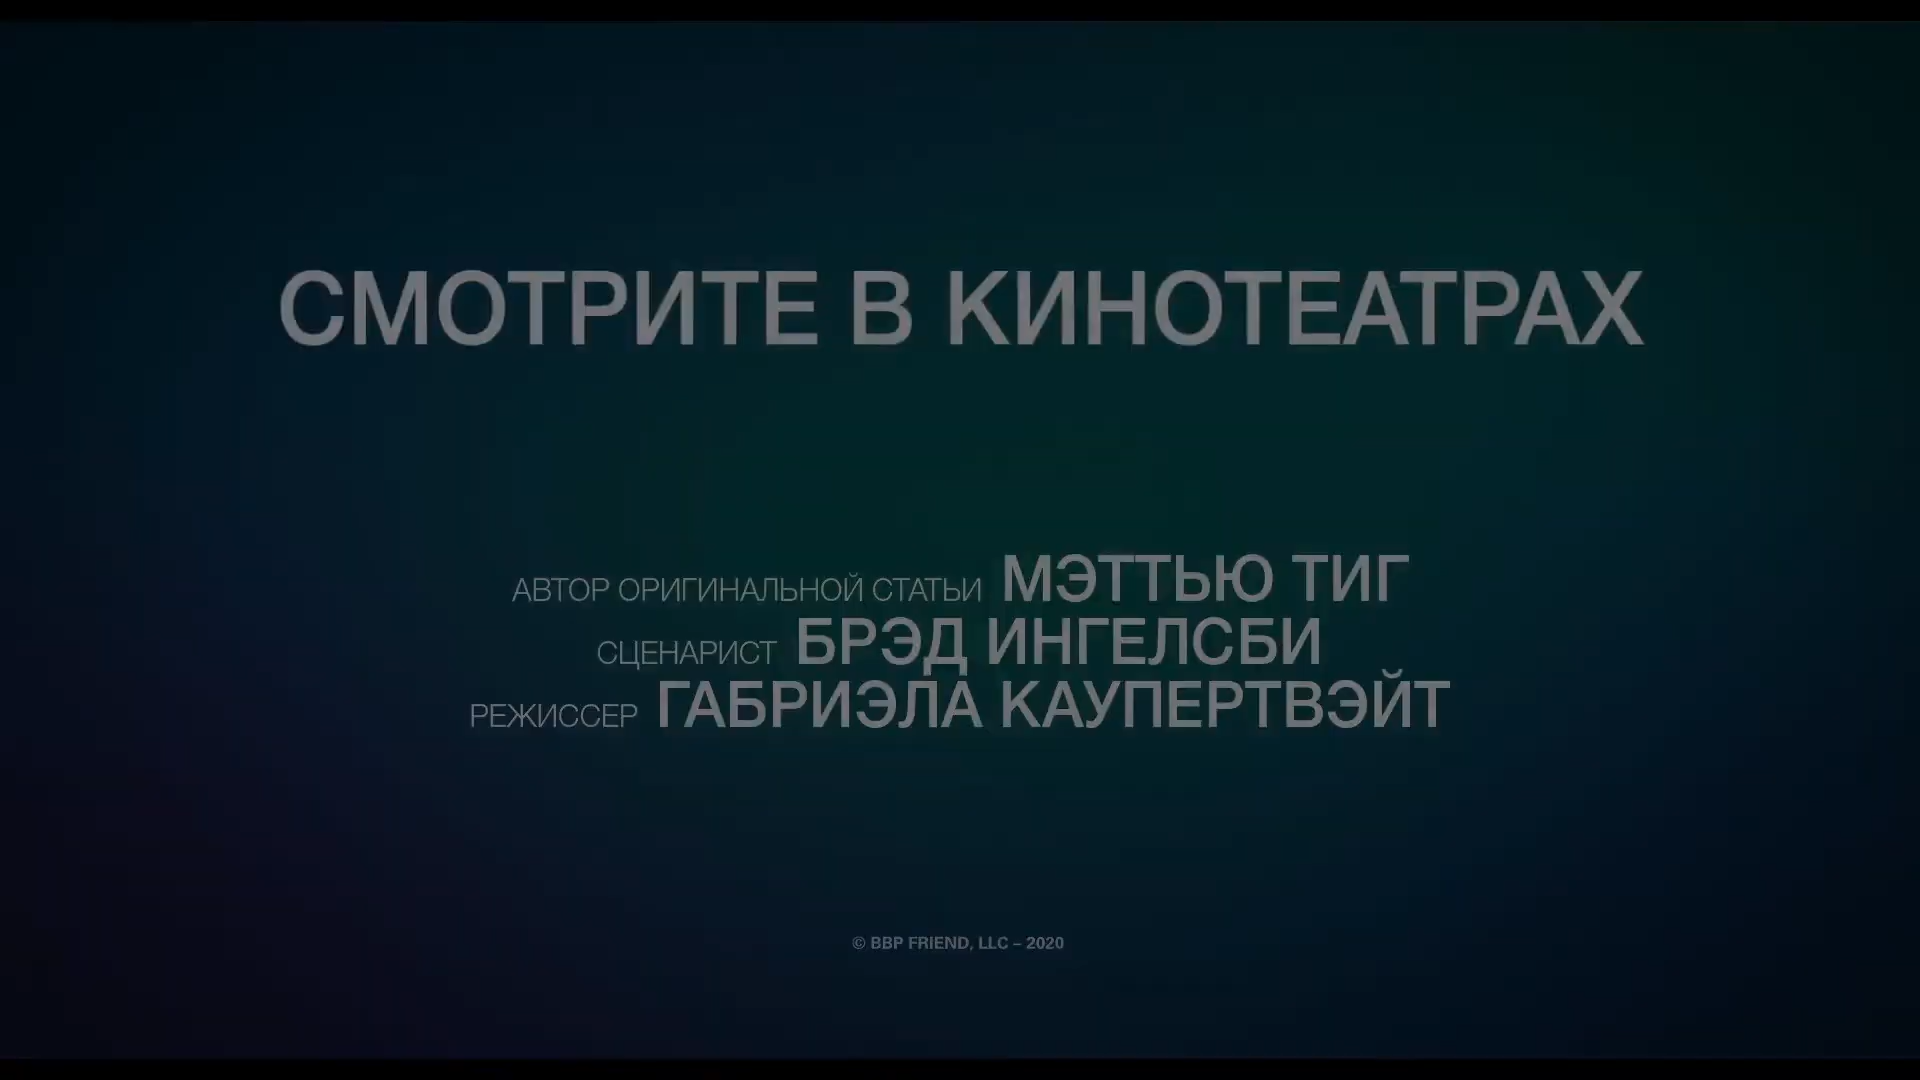 СМОТРИТЕ В КИНОТЕАТРАХ
АВТОР ОРИГИНАЛЬНОЙ СТАТЬИ МЭТТЬЮ ТИГ
СЦЕНАРИСТ БРЭД ИНГЕЛСБИ
РЕЖИССЕР ГАБРИЭЛА КАУПЕРТВЭЙТ
© BBP FRIEND, LLC – 2020